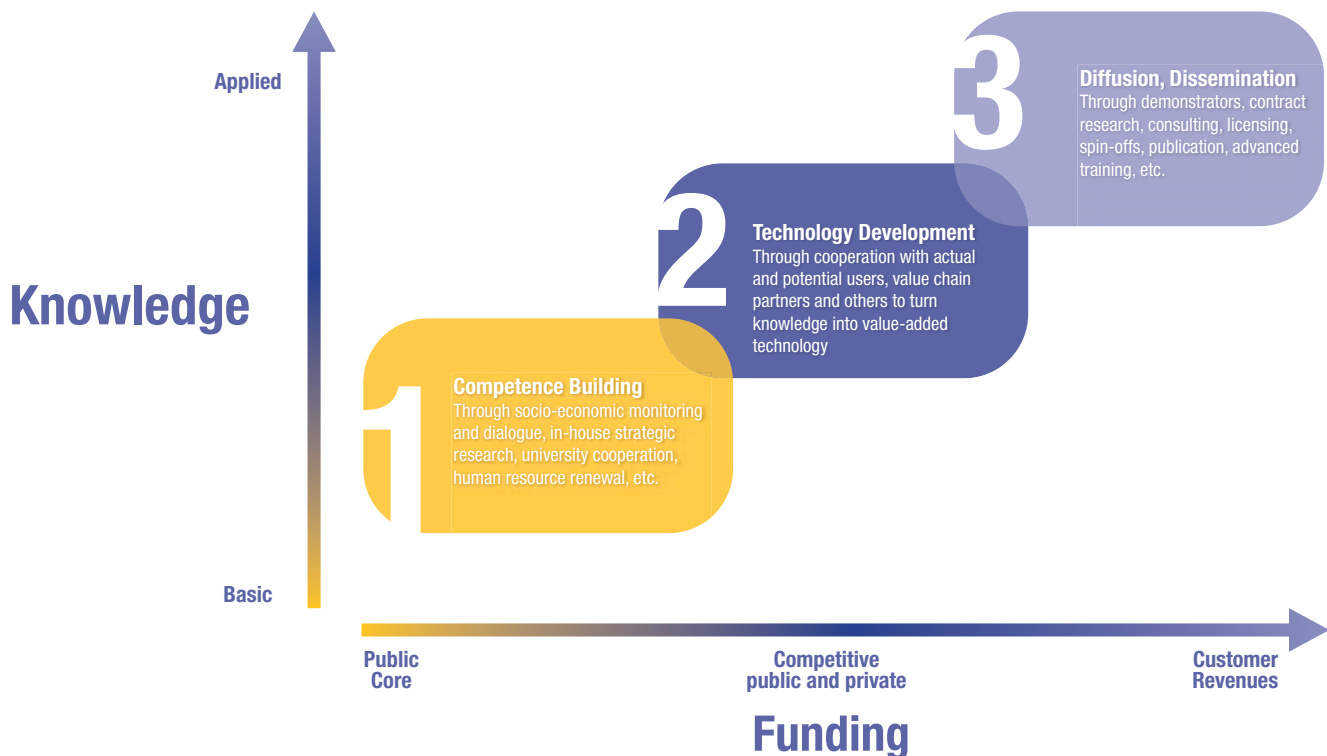 Applied
Knowledge
Basic
1
Competence Building
Through socio-economic monitoring
and dialogue, in-house strategic
research, university cooperation,
human resource renewal, etc.
2
Technology Development
Through cooperation with actual
and potential users, value chain
partners and others to turn
knowledge into value-added
technology
3
Diffusion, Dissemination
Through demonstrators, contract
research, consulting, licensing,
spin-offs, publication, advanced
training, etc.
Public
Core
Competitive
public and private
Customer
Revenues
Funding